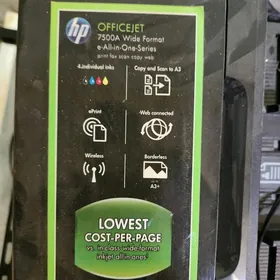 hp
OFFICEJET
7500A Wide Format
e-All-in-One-Series
print fax scan copy web
4.individual Inks
Copy and Scan to A3
ePrint
Web connected
Wireless
Borderless
A3+
LOWEST
COST-PER-PAGE
vs. in class wide format
inkjet all in ones